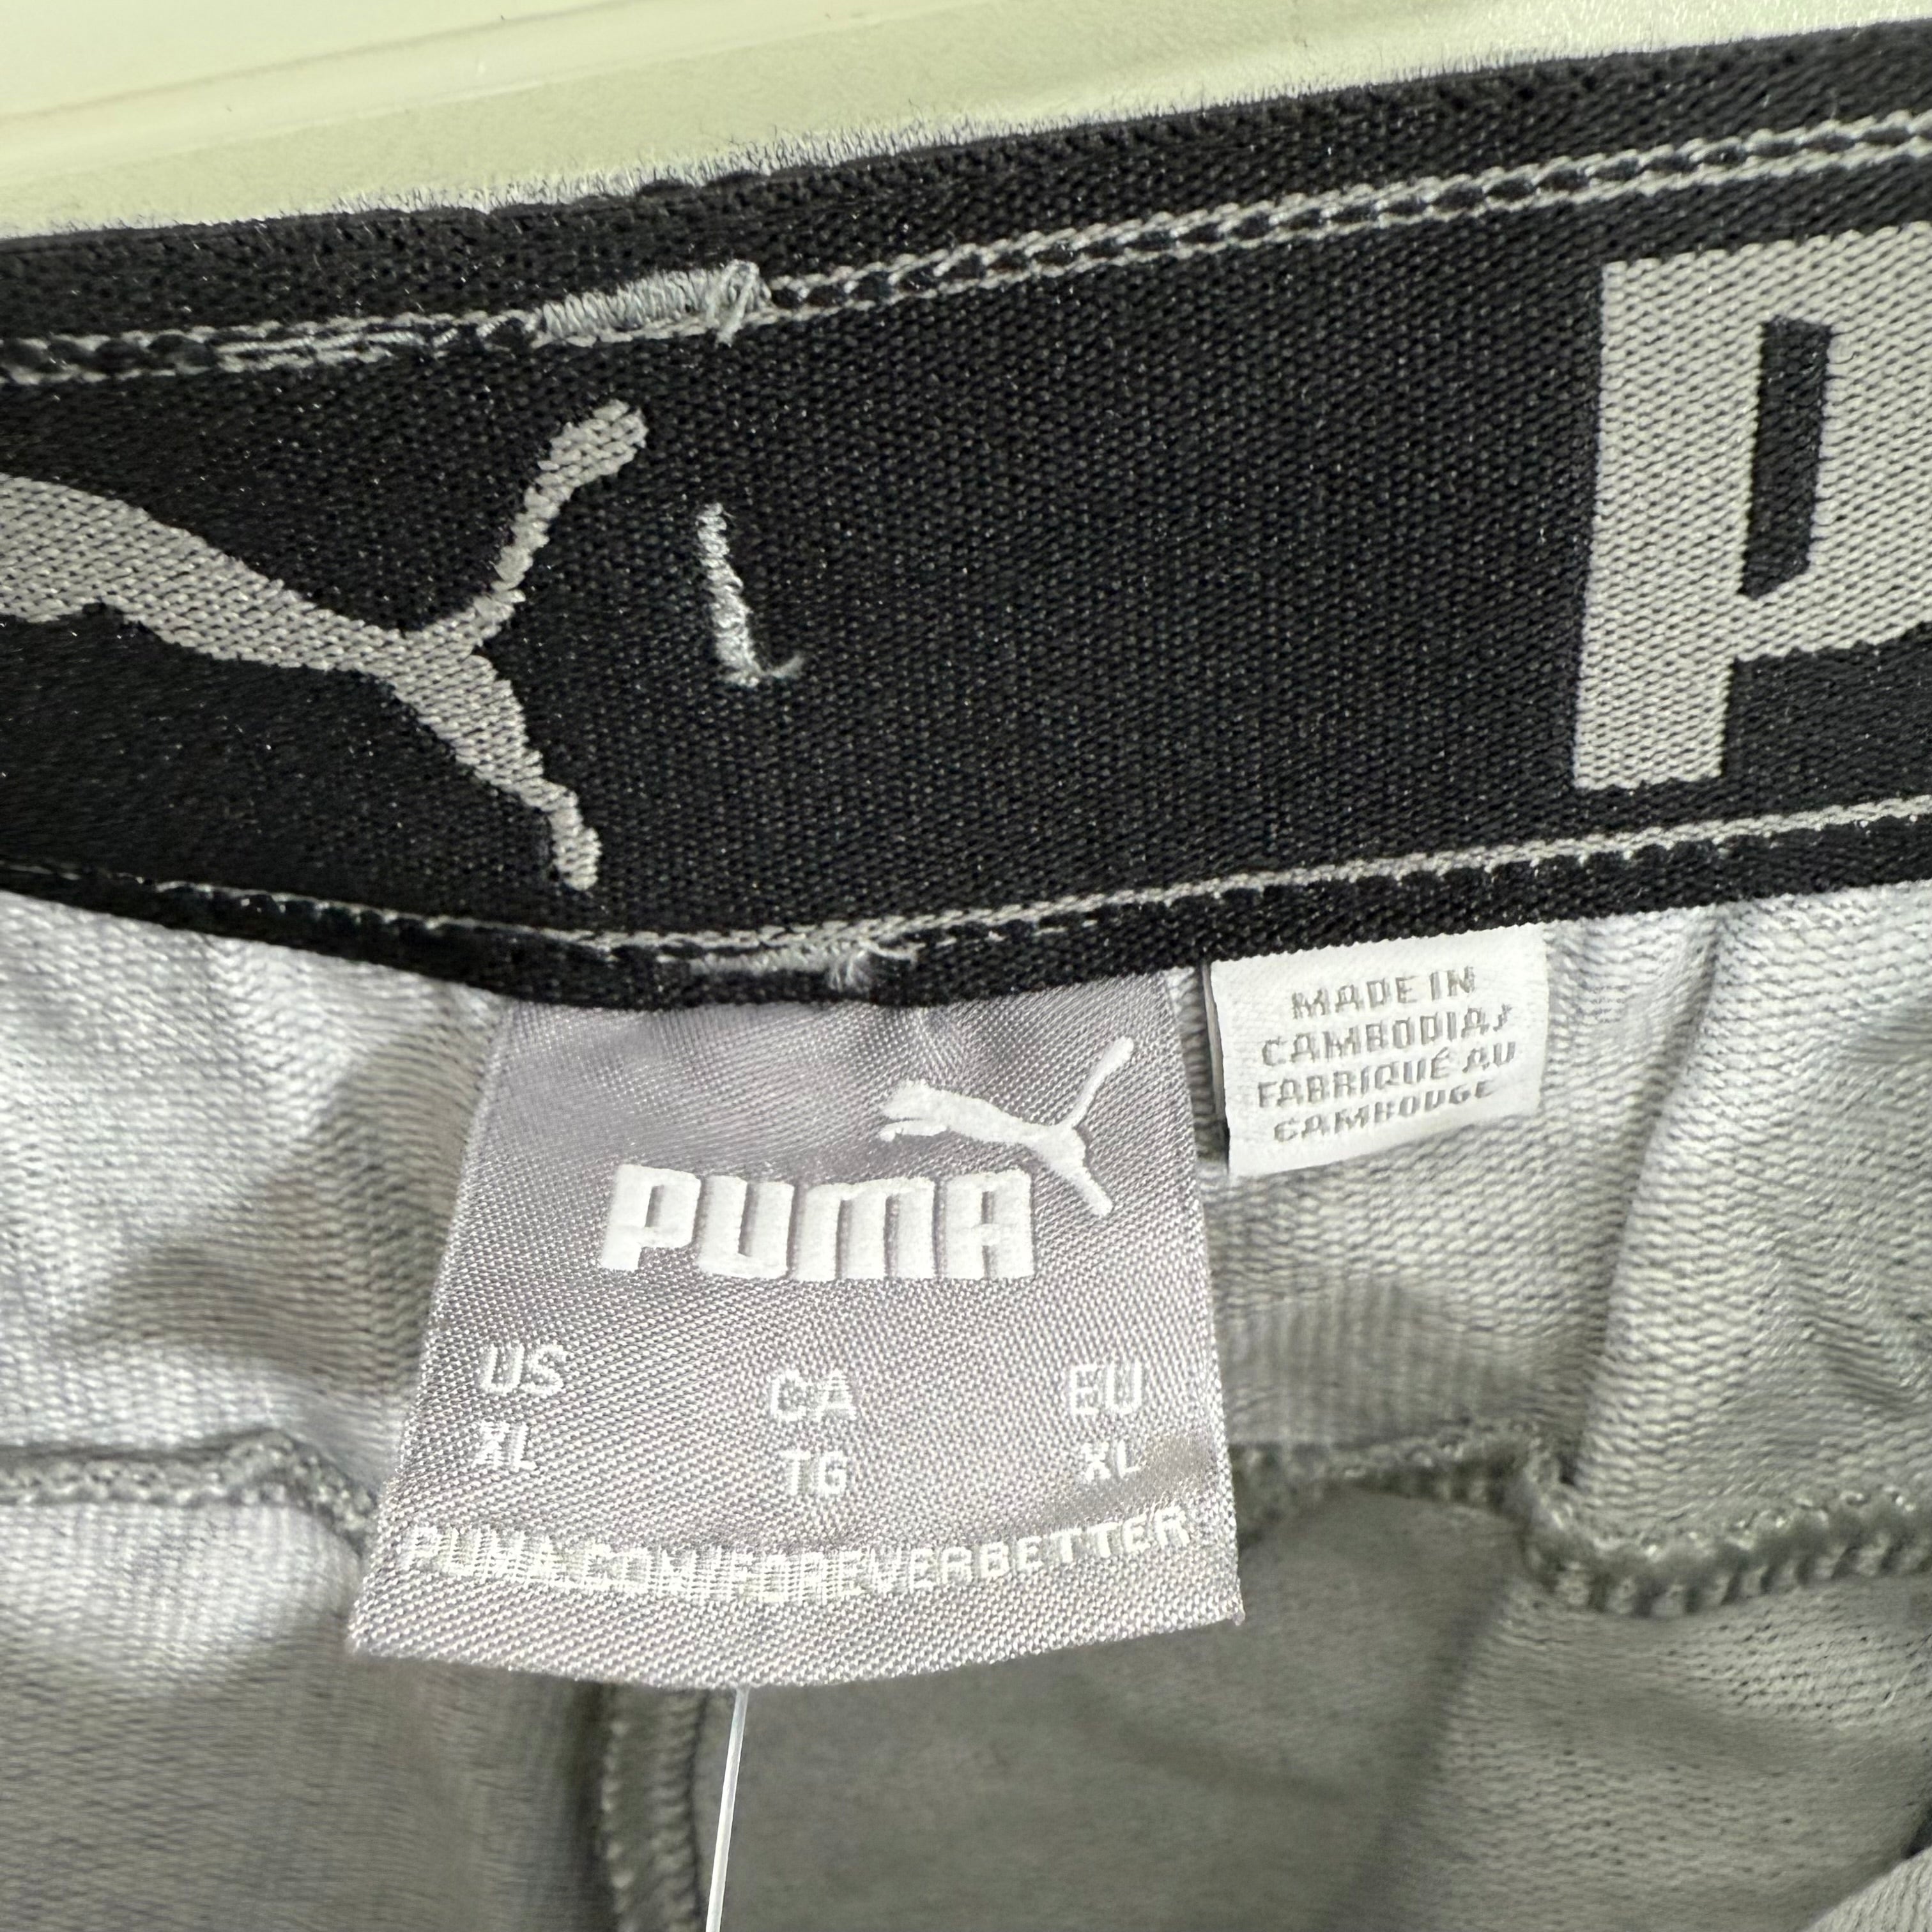 P
MADE IN
CAMBODIA/
FABRIQUÉ AU
CAMBODGE
PUMA
US CA EU
XL TG XL
PUMA.COM/FOREVERBETTER